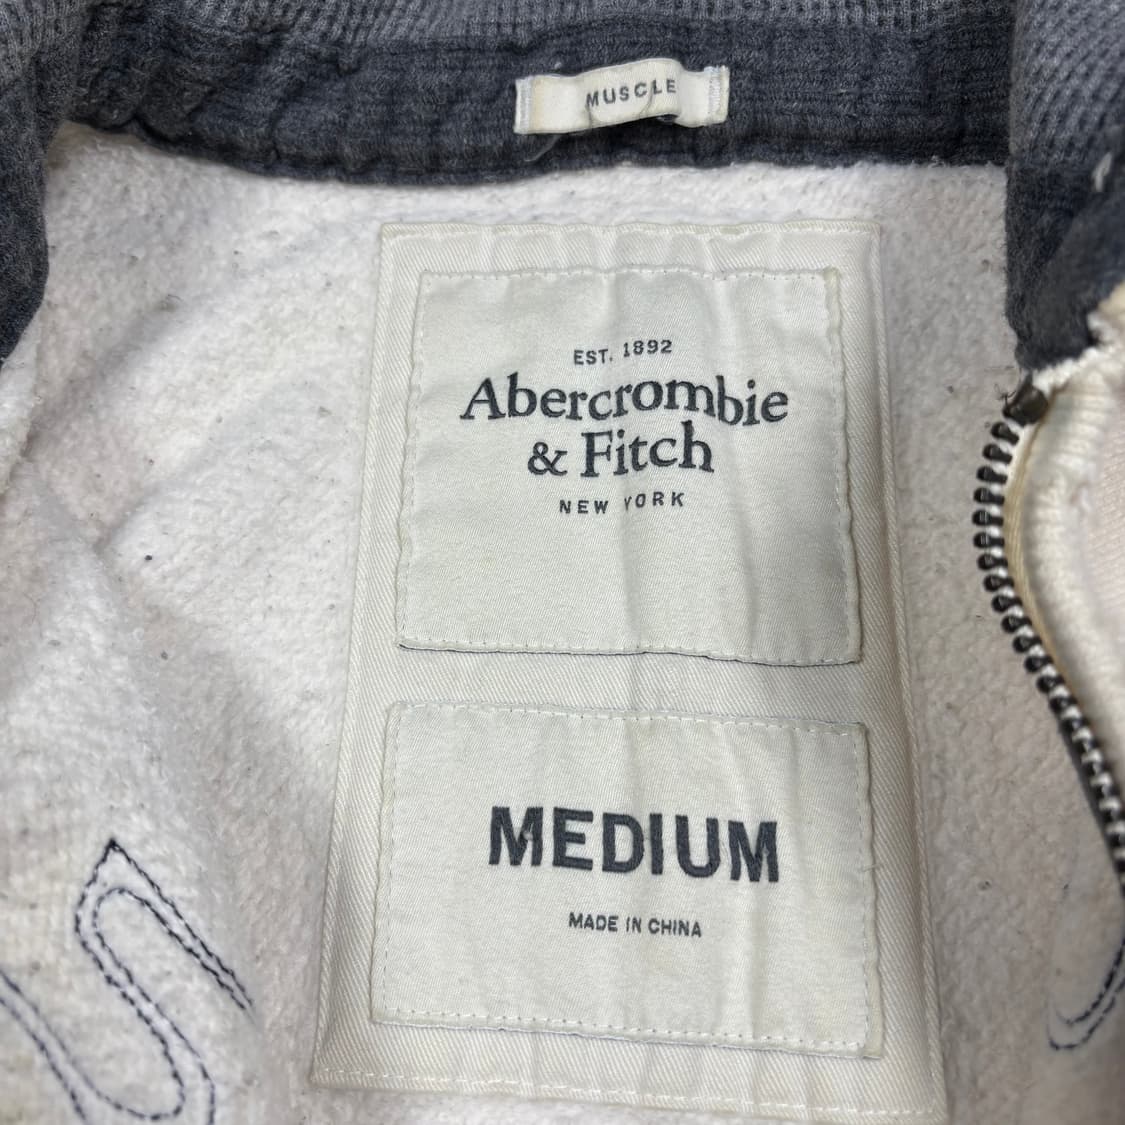 MUSCLE
EST. 1892
Abercrombie
& Fitch
NEW YORK
MEDIUM
MADE IN CHINA